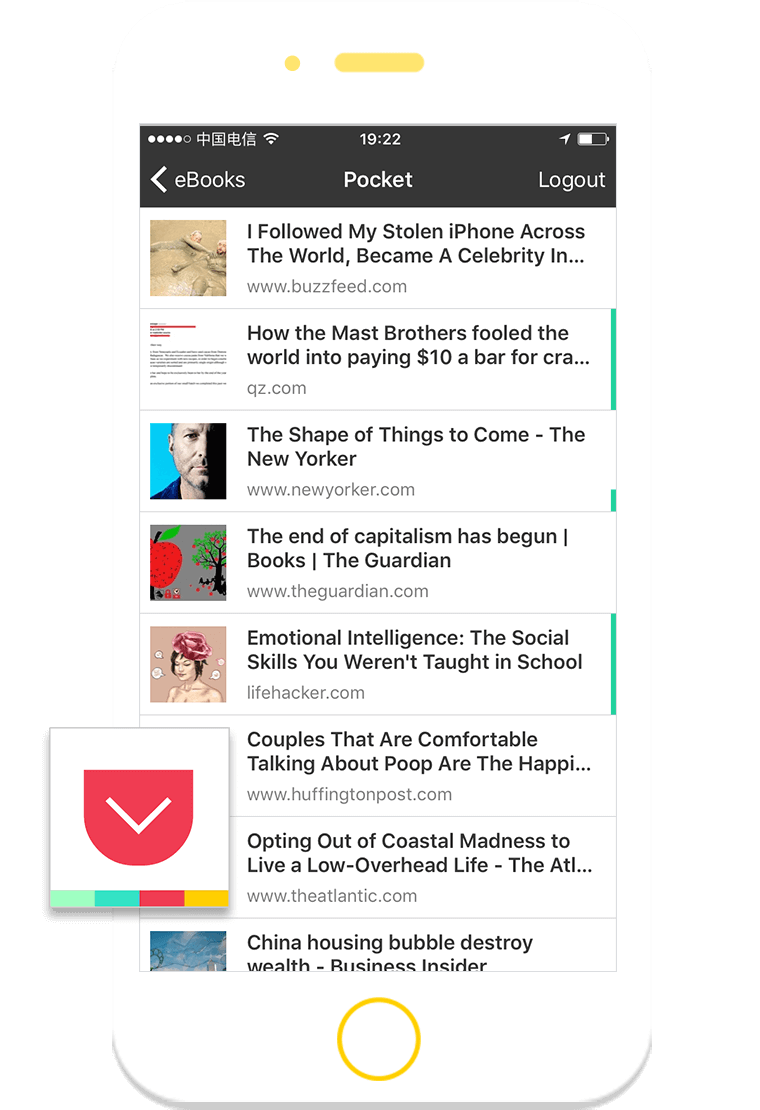 中国电信
19:22
eBooks
Pocket
Logout
I Followed My Stolen iPhone Across
The World, Became A Celebrity In...
www.buzzfeed.com
How the Mast Brothers fooled the
world into paying $10 a bar for cra...
qz.com
The Shape of Things to Come - The
New Yorker
www.newyorker.com
The end of capitalism has begun |
Books | The Guardian
www.theguardian.com
Emotional Intelligence: The Social
Skills You Weren't Taught in School
lifehacker.com
Couples That Are Comfortable
Talking About Poop Are The Happi...
www.huffingtonpost.com
Opting Out of Coastal Madness to
Live a Low-Overhead Life - The Atl...
www.theatlantic.com
China housing bubble destroy
wealth - Business Insider